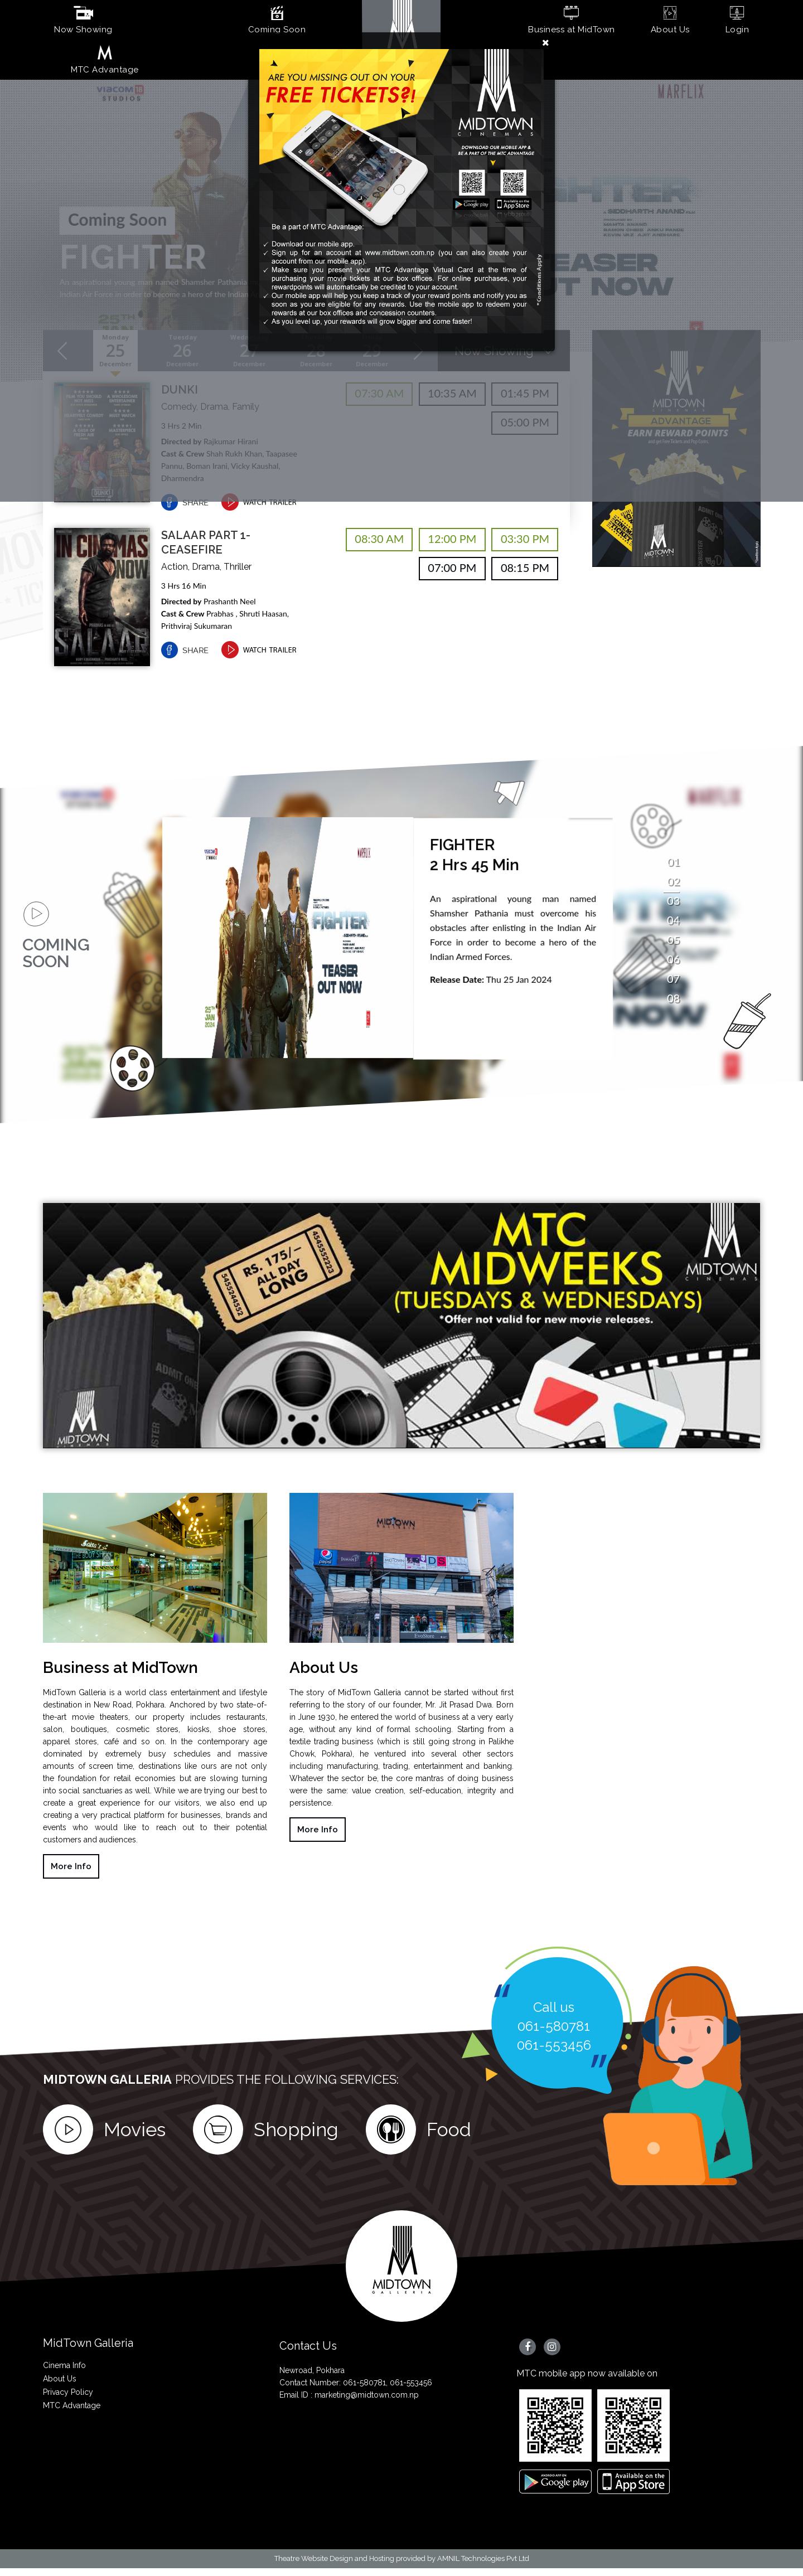 Now Showing
Coming Soon
Business at MidTown
About Us
Login
MTC Advantage
ARE YOU MISSING OUT ON YOUR
FREE TICKETS?!
MIDTOWN
CINEMAS
DOWNLOAD OUR MOBILE APP &
BE A PART OF THE MTC ADVANTAGE
Google play
Available on the
App Store
Be a part of MTC Advantage:
✓ Download our mobile app.
✓ Sign up for an account at www.midtown.com.np (you can also create your
account from our mobile app).
✓ Make sure you present your MTC Advantage Virtual Card at the time of
purchasing your movie tickets at our box offices. For online purchases, your
rewards will automatically be credited to your account.
✓ Our mobile app will help you keep a track of your reward points and notify you as
soon as you are eligible for any rewards. Use the mobile app to redeem your
rewards at our box offices and concession counters.
✓ As you level up, your rewards will grow bigger and come faster!
* Conditions Apply
VIACOM18
STUDIOS
MARFLIX
Coming Soon
FIGHTER
An aspirational young man named Shamsher Pathania
Indian Air Force in order to become a hero of the Indian
Monday
25
December
Tuesday
26
December
Now Showing
DUNKI
Comedy, Drama, Family
3 Hrs 2 Min
Directed by Rajkumar Hirani
Cast & Crew Shah Rukh Khan, Taapasee
Pannu, Boman Irani, Vicky Kaushal,
Dharmendra
SHARE
WATCH TRAILER
07:30 AM
10:35 AM
01:45 PM
05:00 PM
MIDTOWN
CINEMAS
ADVANTAGE
EARN REWARD POINTS
SALAAR PART 1-
CEASEFIRE
Action, Drama, Thriller
3 Hrs 16 Min
Directed by Prashanth Neel
Cast & Crew Prabhas , Shruti Haasan,
Prithviraj Sukumaran
SHARE
WATCH TRAILER
08:30 AM
12:00 PM
03:30 PM
07:00 PM
08:15 PM
IN CINEMAS
NOW
SALAAR
COMING
SOON
FIGHTER
TEASER
OUT NOW
25TH
JAN
2024
FIGHTER
2 Hrs 45 Min
An aspirational young man named
Shamsher Pathania must overcome his
obstacles after enlisting in the Indian Air
Force in order to become a hero of the
Indian Armed Forces.
Release Date: Thu 25 Jan 2024
01
02
03
04
05
06
07
08
RS. 175/-
ALL DAY
LONG
MTC
MIDWEEKS
(TUESDAYS & WEDNESDAYS)
*Offer not valid for new movie releases.
MIDTOWN
CINEMAS
ADMIT ONE
MIDTOWN
CINEMAS
Business at MidTown
MidTown Galleria is a world class entertainment and lifestyle
destination in New Road, Pokhara. Anchored by two state-of-
the-art movie theaters, our property includes restaurants,
salon, boutiques, cosmetic stores, kiosks, shoe stores,
apparel stores, café and so on. In the contemporary age
dominated by extremely busy schedules and massive
amounts of screen time, destinations like ours are not only
the foundation for retail economies but are slowing turning
into social sanctuaries as well. While we are trying our best to
create a great experience for our visitors, we also end up
creating a very practical platform for businesses, brands and
events who would like to reach out to their potential
customers and audiences.
More Info
About Us
The story of MidTown Galleria cannot be started without first
referring to the story of our founder, Mr. Jit Prasad Dwa. Born
in June 1930, he entered the world of business at a very early
age, without any kind of formal schooling. Starting from a
textile trading business (which is still going strong in Palikhe
Chowk, Pokhara), he ventured into several other sectors
including manufacturing, trading, entertainment and banking.
Whatever the sector be, the core mantras of doing business
were the same: value creation, self-education, integrity and
persistence.
More Info
Call us
061-580781
061-553456
MIDTOWN GALLERIA PROVIDES THE FOLLOWING SERVICES:
Movies
Shopping
Food
MIDTOWN
GALLERIA
MidTown Galleria
Cinema Info
About Us
Privacy Policy
MTC Advantage
Contact Us
Newroad, Pokhara
Contact Number: 061-580781, 061-553456
Email ID : marketing@midtown.com.np
MTC mobile app now available on
ANDROID APP ON
Google play
Available on the
App Store
Theatre Website Design and Hosting provided by AMNIL Technologies Pvt Ltd